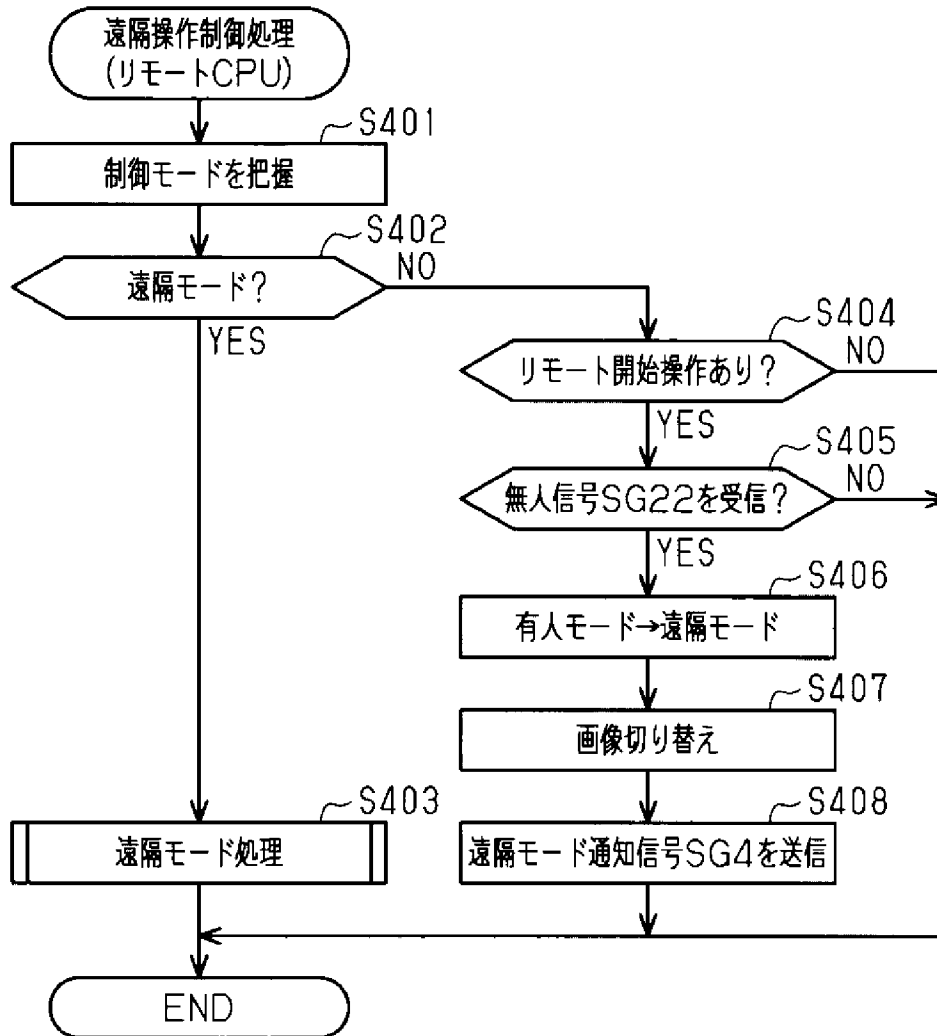 遠隔操作制御処理
(リモートCPU)
S401
制御モードを把握
S402
遠隔モード？
NO
YES
S404
リモート開始操作あり？
NO
YES
S405
無人信号SG22を受信？
NO
YES
S406
有人モード→遠隔モード
S407
画像切り替え
S403
遠隔モード処理
S408
遠隔モード通知信号SG4を送信
END